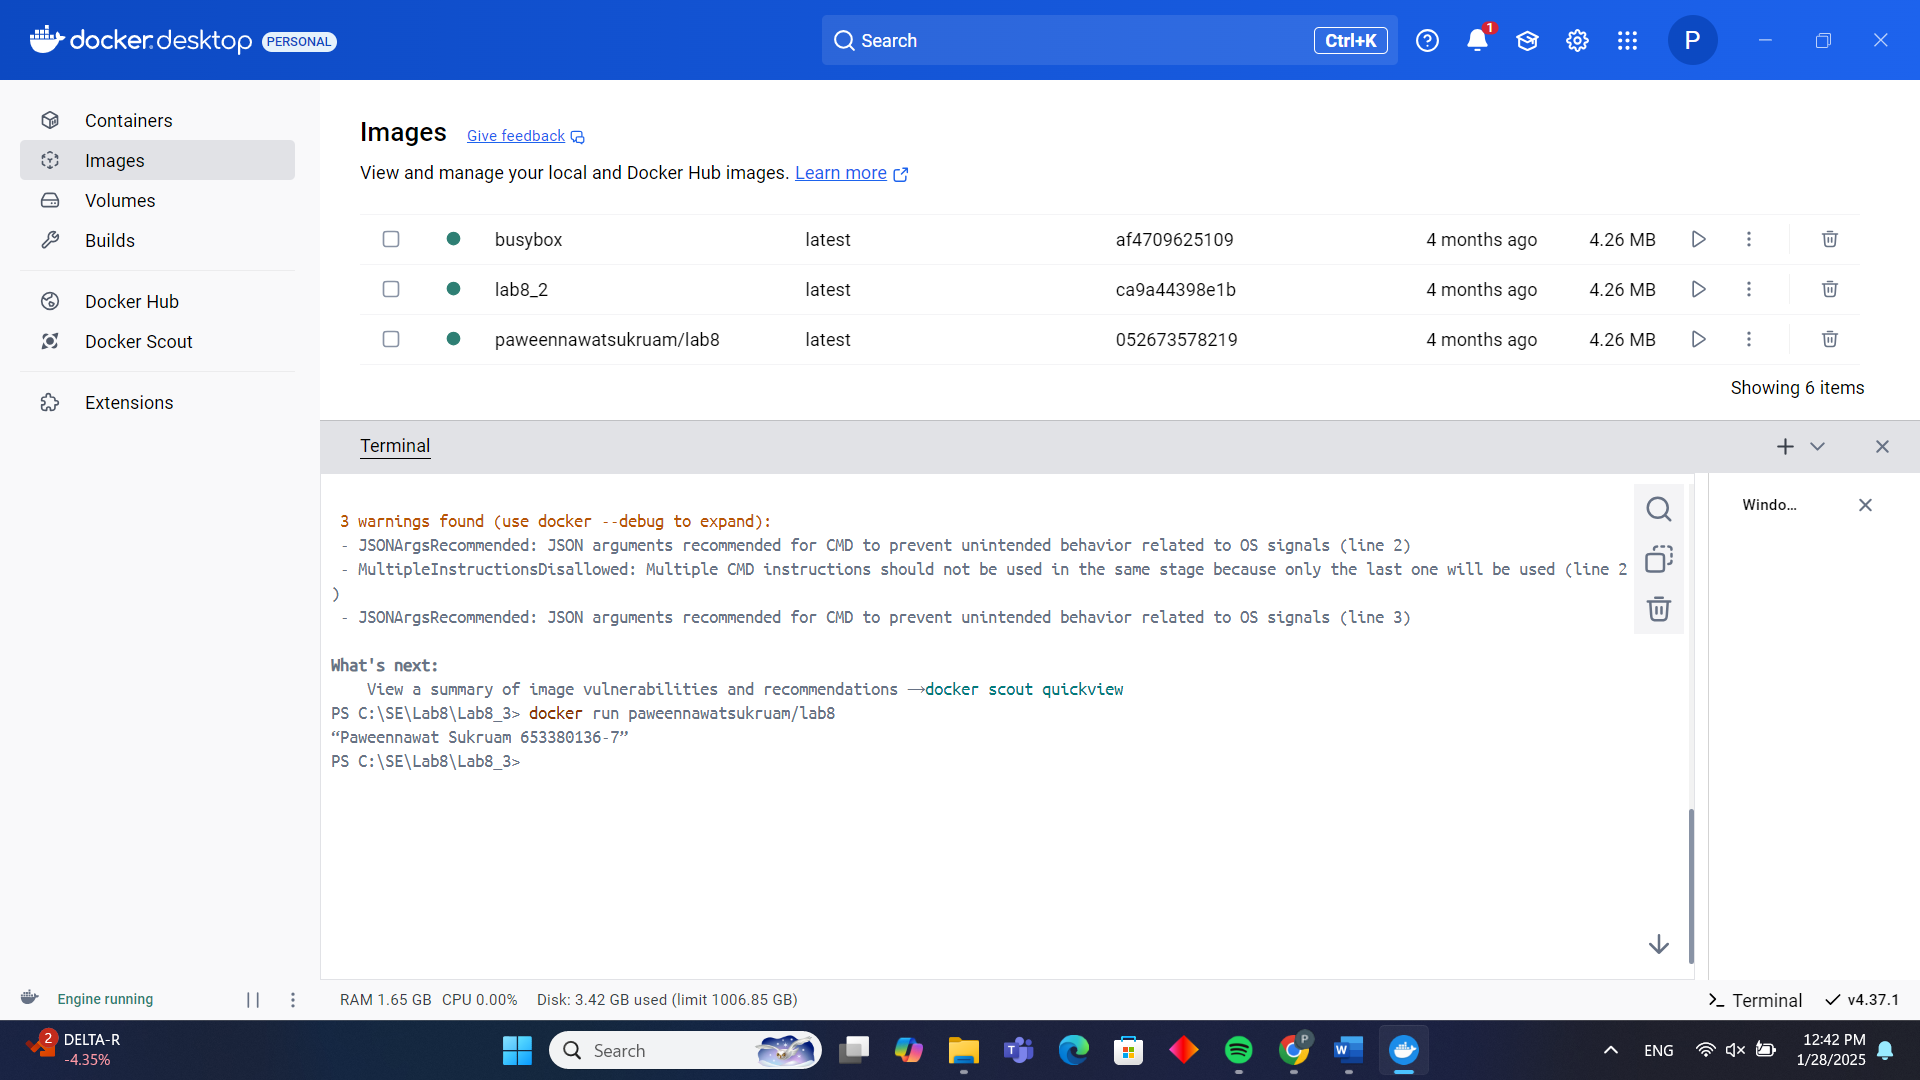 docker.desktop PERSONAL
Search Ctrl+K
1
P
Containers
Images
Volumes
Builds
Docker Hub
Docker Scout
Extensions
Images Give feedback
View and manage your local and Docker Hub images. Learn more
busybox latest af4709625109 4 months ago 4.26 MB
lab8_2 latest ca9a44398e1b 4 months ago 4.26 MB
paweennawatsukruam/lab8 latest 052673578219 4 months ago 4.26 MB
Showing 6 items
Terminal
Windo...
3 warnings found (use docker --debug to expand):
- JSONArgsRecommended: JSON arguments recommended for CMD to prevent unintended behavior related to OS signals (line 2)
- MultipleInstructionsDisallowed: Multiple CMD instructions should not be used in the same stage because only the last one will be used (line 2
)
- JSONArgsRecommended: JSON arguments recommended for CMD to prevent unintended behavior related to OS signals (line 3)
What's next:
View a summary of image vulnerabilities and recommendations →docker scout quickview
PS C:\SE\Lab8\Lab8_3> docker run paweennawatsukruam/lab8
“Paweennawat Sukruam 653380136-7”
PS C:\SE\Lab8\Lab8_3>
Engine running
RAM 1.65 GB CPU 0.00% Disk: 3.42 GB used (limit 1006.85 GB)
>_ Terminal v4.37.1
2
DELTA-R
-4.35%
Search
P
ENG
12:42 PM
1/28/2025